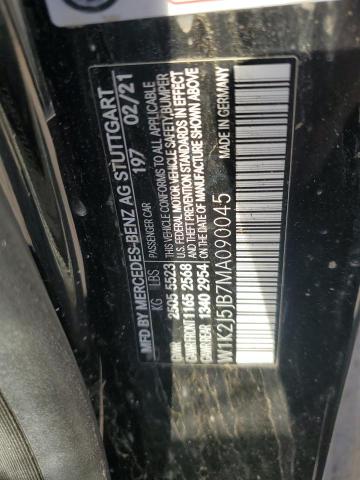 MFD BY MERCEDES-BENZ AG STUTTGART
197 02/21
KG LBS PASSENGER CAR
GVWR 2505 5523 THIS VEHICLE CONFORMS TO ALL APPLICABLE
GAWR FRONT 1165 2568 U.S. FEDERAL MOTOR VEHICLE SAFETY, BUMPER,
AND THEFT PREVENTION STANDARDS IN EFFECT
GAWR REAR 1340 2954 ON THE DATE OF MANUFACTURE SHOWN ABOVE
W1K2J5JB7MA090045 MADE IN GERMANY